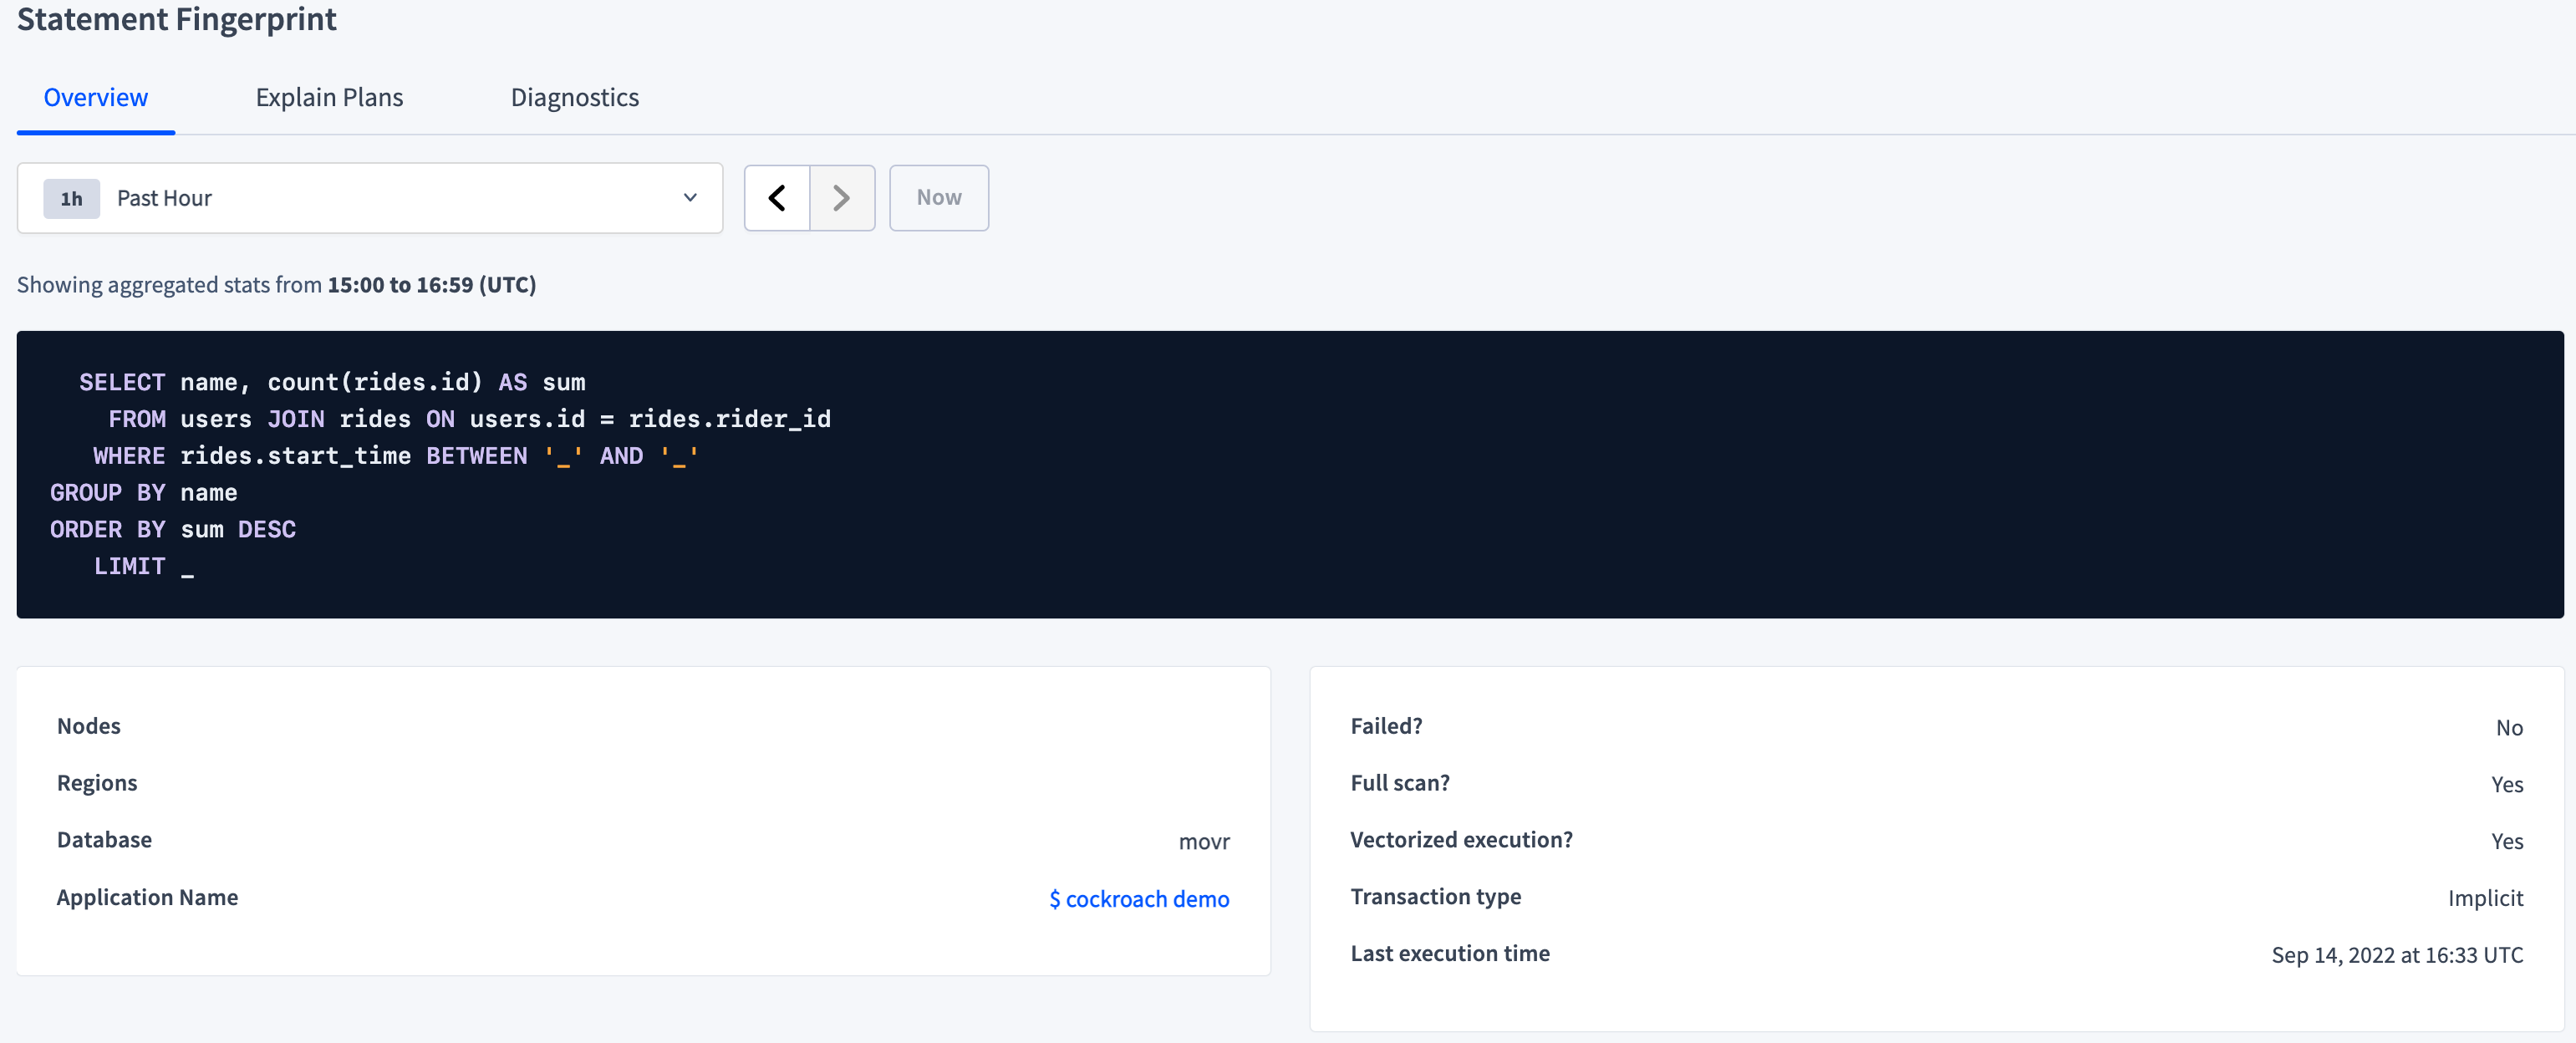 Statement Fingerprint
Overview Explain Plans Diagnostics
1h Past Hour Now
Showing aggregated stats from 15:00 to 16:59 (UTC)
SELECT name, count(rides.id) AS sum
FROM users JOIN rides ON users.id = rides.rider_id
WHERE rides.start_time BETWEEN '_' AND '_'
GROUP BY name
ORDER BY sum DESC
LIMIT _
Nodes
Regions
Database movr
Application Name $ cockroach demo
Failed? No
Full scan? Yes
Vectorized execution? Yes
Transaction type Implicit
Last execution time Sep 14, 2022 at 16:33 UTC